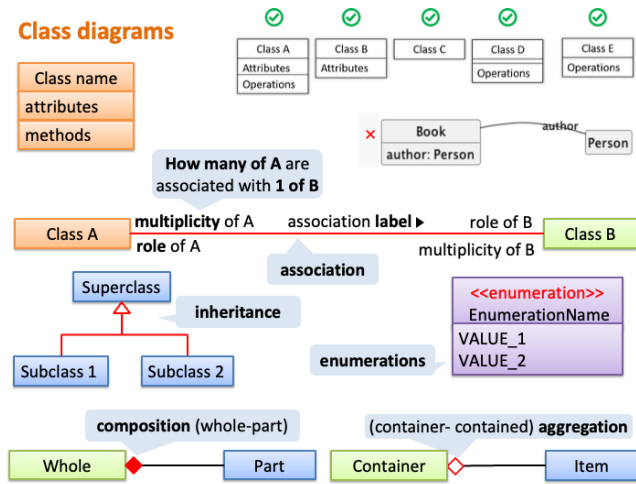 Class diagrams
Class name
attributes
methods
Class A
Attributes
Operations
Class B
Attributes
Class C
Class D
Operations
Class E
Operations
Book
author: Person
author
Person
How many of A are
associated with 1 of B
Class A
multiplicity of A
role of A
association label
role of B
multiplicity of B
Class B
association
Superclass
inheritance
Subclass 1
Subclass 2
<<enumeration>>
EnumerationName
VALUE_1
VALUE_2
enumerations
composition (whole-part)
Whole
Part
(container- contained) aggregation
Container
Item